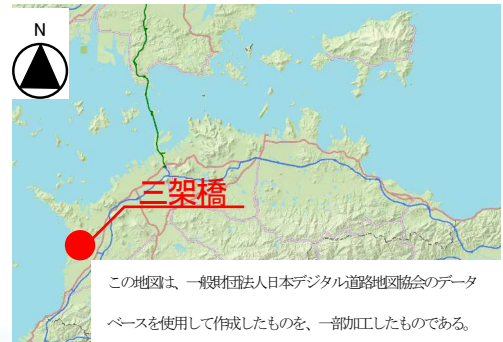 N
三架橋
この地図は、一般財団法人日本デジタル道路地図協会のデータ
ベースを使用して作成したものを、一部加工したものである。